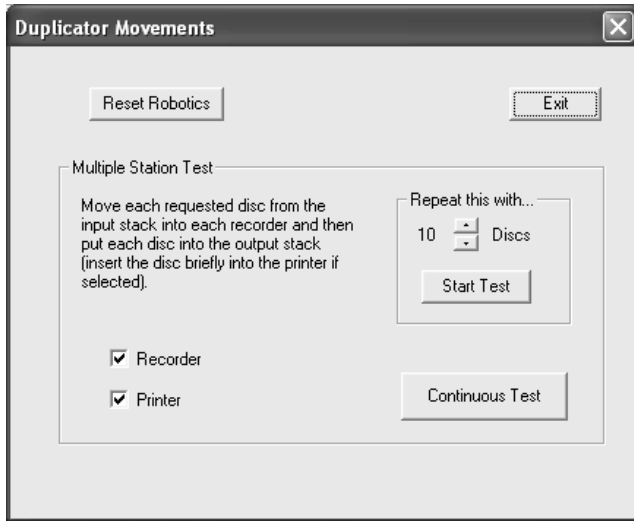 Duplicator Movements
Reset Robotics
Exit
Multiple Station Test
Move each requested disc from the
input stack into each recorder and then
put each disc into the output stack
(insert the disc briefly into the printer if
selected).
Repeat this with...
10 Discs
Start Test
Recorder
Printer
Continuous Test